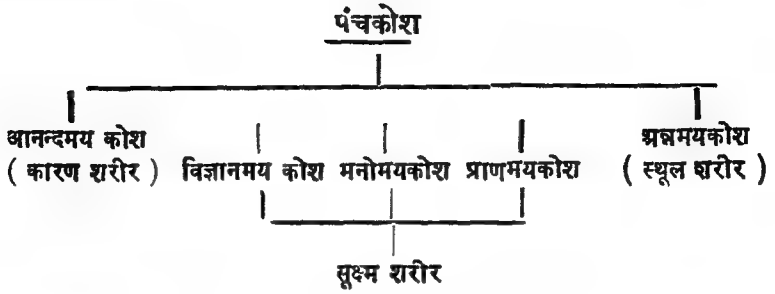 पंचकोश
आनन्दमय कोश
( कारण शरीर )
विज्ञानमय कोश
मनोमयकोश
प्राणमयकोश
अन्नमयकोश
( स्थूल शरीर )
सूक्ष्म शरीर